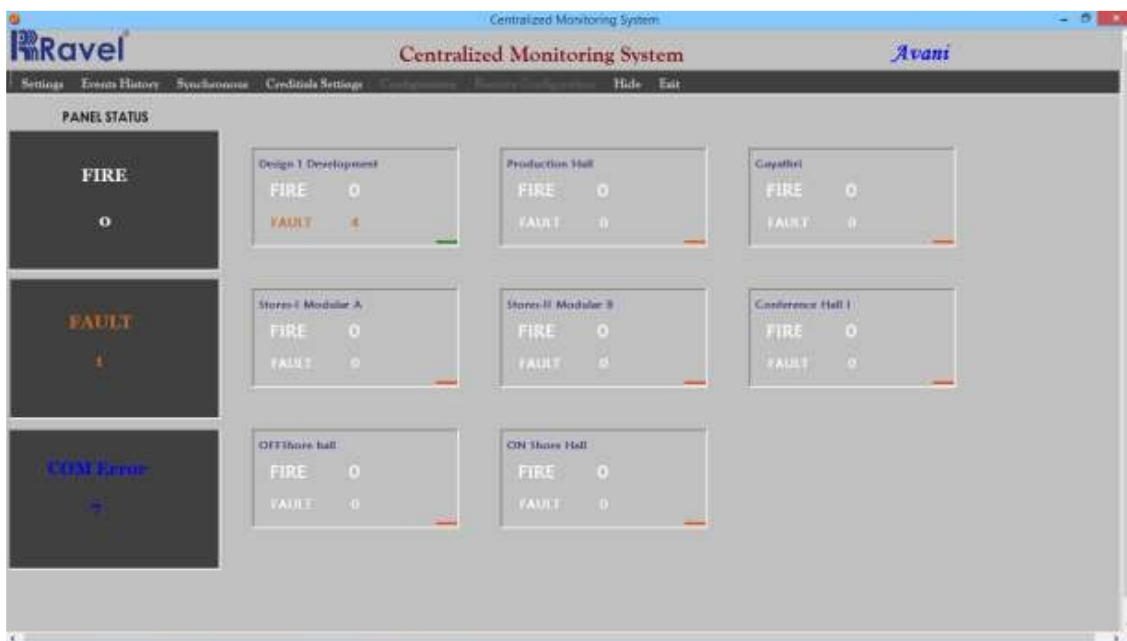 Centralized Monitoring System
Ravel
Centralized Monitoring System
Avani
Settings Events History Synchronous Creditials Settings Hide Exit
PANEL STATUS
FIRE
0
FAULT
1
COM Error
7
Design 1 Development
FIRE 0
FAULT 4
Production Hall
FIRE 0
FAULT 0
Gayathri
FIRE 0
FAULT 0
Stores-I Modular A
FIRE 0
FAULT 0
Stores-II Modular B
FIRE 0
FAULT 0
Conference Hall I
FIRE 0
FAULT 0
OFFShore hall
FIRE 0
FAULT 0
ON Shore Hall
FIRE 0
FAULT 0